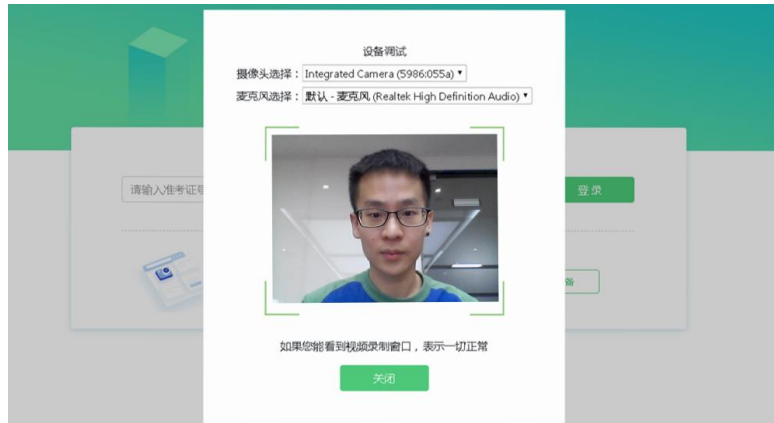 设备调试
摄像头选择： Integrated Camera (5986:055a)
麦克风选择： 默认 - 麦克风 (Realtek High Definition Audio)
请输入准考证号
登 录
备
如果您能看到视频录制窗口，表示一切正常
关闭